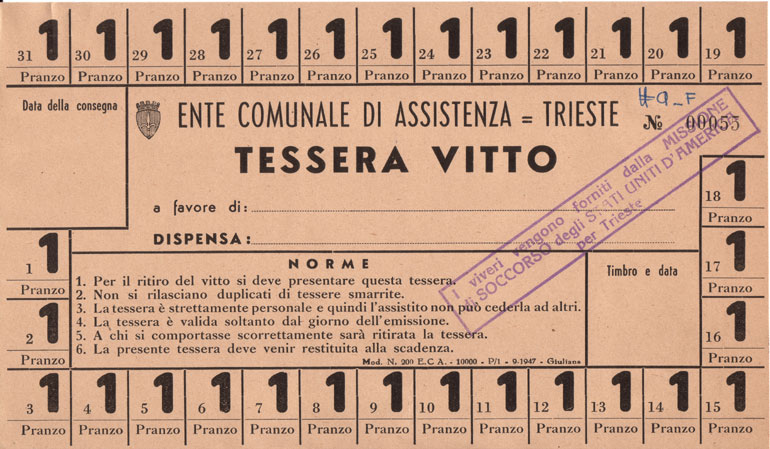 31 1 30 1 29 1 28 1 27 1 26 1 25 1 24 1 23 1 22 1 21 1 20 1 19 1
Pranzo Pranzo Pranzo Pranzo Pranzo Pranzo Pranzo Pranzo Pranzo Pranzo Pranzo Pranzo Pranzo
Data della consegna
ENTE COMUNALE DI ASSISTENZA = TRIESTE
№ 00055
TESSERA VITTO
a favore di:
DISPENSA:
I viveri vengono forniti dalla MISSIONE
di SOCCORSO degli STATI UNITI D'AMERICA
per Trieste
18 1
Pranzo
17 1
Pranzo
16 1
Pranzo
1 1
Pranzo
2 1
Pranzo
NORME
1. Per il ritiro del vitto si deve presentare questa tessera.
2. Non si rilasciano duplicati di tessere smarrite.
3. La tessera è strettamente personale e quindi l'assistito non può cederla ad altri.
4. La tessera è valida soltanto dal giorno dell'emissione.
5. A chi si comportasse scorrettamente sarà ritirata la tessera.
6. La presente tessera deve venir restituita alla scadenza.
Mod. N. 200 E.C.A. - 10000 - P/1 - 9.1947 - Giuliana
Timbro e data
3 1 4 1 5 1 6 1 7 1 8 1 9 1 10 1 11 1 12 1 13 1 14 1 15 1
Pranzo Pranzo Pranzo Pranzo Pranzo Pranzo Pranzo Pranzo Pranzo Pranzo Pranzo Pranzo Pranzo